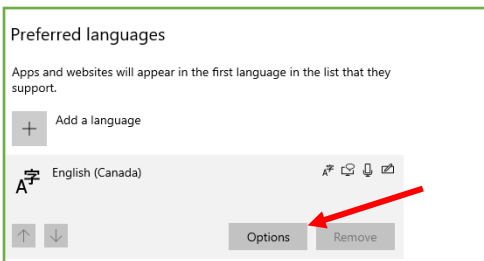 Preferred languages
Apps and websites will appear in the first language in the list that they
support.
Add a language
English (Canada)
Options
Remove